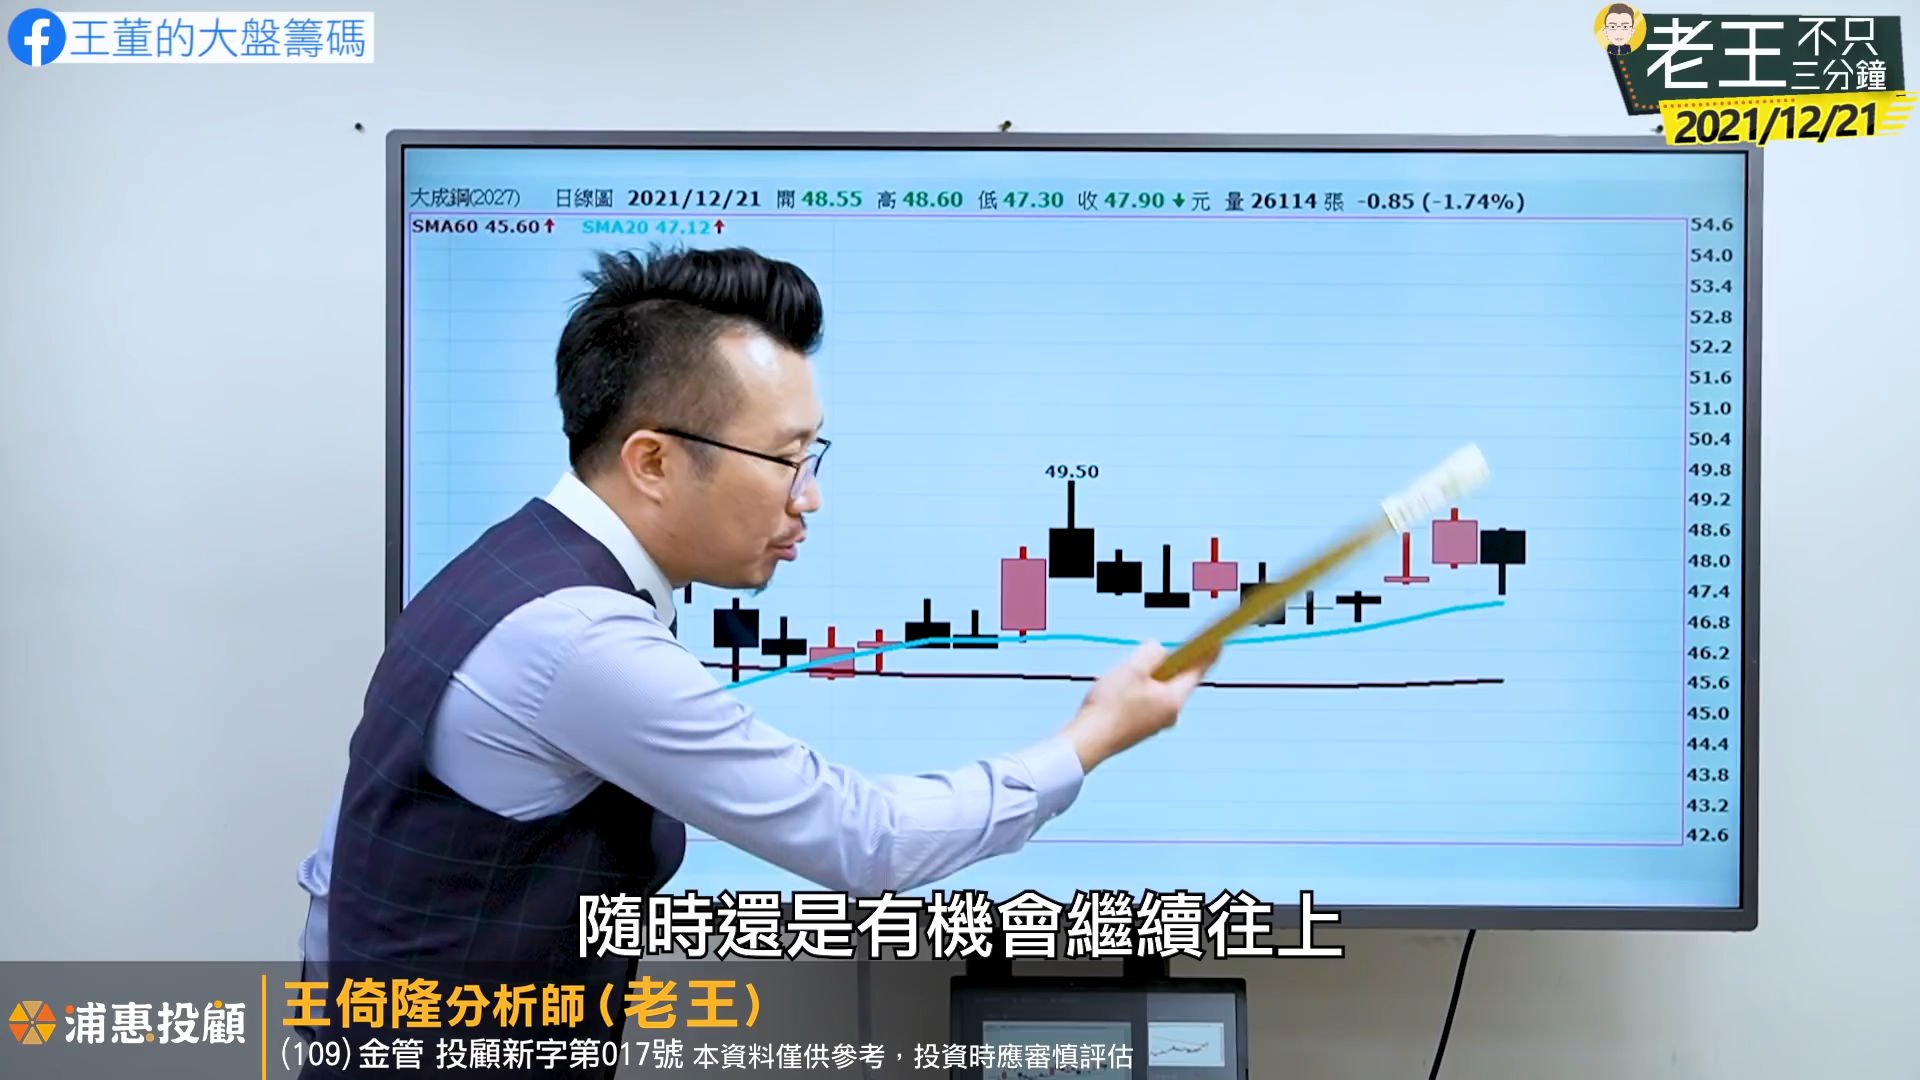 王董的大盤籌碼
老王不只三分鐘
2021/12/21
大成鋼(2027) 日線圖 2021/12/21 開 48.55 高 48.60 低 47.30 收 47.90↓元 量 26114 張 -0.85 (-1.74%)
SMA60 45.60↑ SMA20 47.12↑
54.6
54.0
53.4
52.8
52.2
51.6
51.0
50.4
49.8
49.2
48.6
48.0
47.4
46.8
46.2
45.6
45.0
44.4
43.8
43.2
42.6
49.50
隨時還是有機會繼續往上
浦惠投顧
王倚隆分析師(老王)
(109)金管 投顧新字第017號 本資料僅供參考，投資時應審慎評估